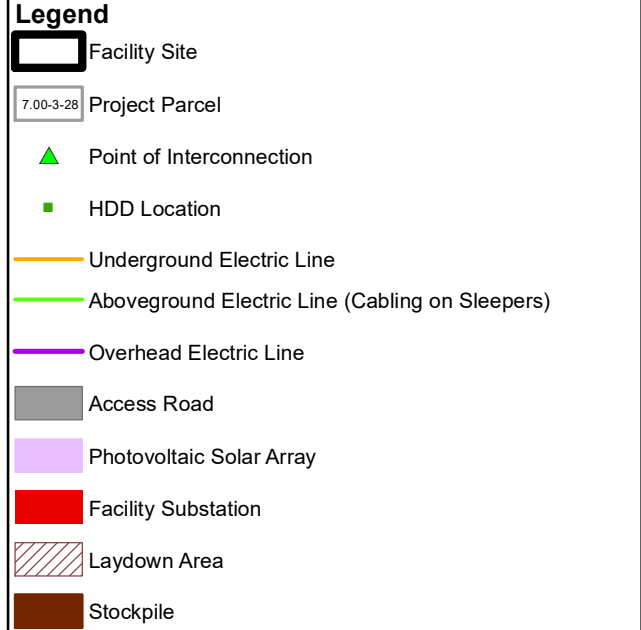 Legend
Facility Site
7.00-3-28 Project Parcel
Point of Interconnection
HDD Location
Underground Electric Line
Aboveground Electric Line (Cabling on Sleepers)
Overhead Electric Line
Access Road
Photovoltaic Solar Array
Facility Substation
Laydown Area
Stockpile